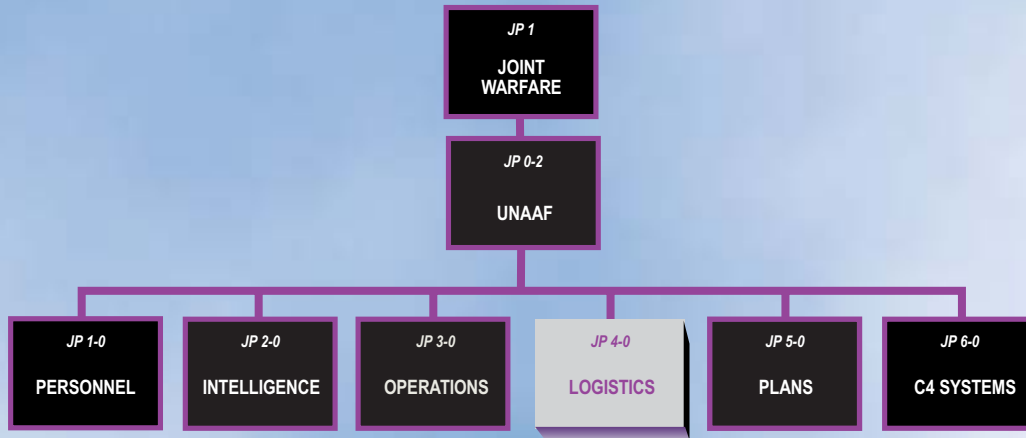 JP 1
JOINT
WARFARE
JP 0-2
UNAAF
JP 1-0
PERSONNEL
JP 2-0
INTELLIGENCE
JP 3-0
OPERATIONS
JP 4-0
LOGISTICS
JP 5-0
PLANS
JP 6-0
C4 SYSTEMS